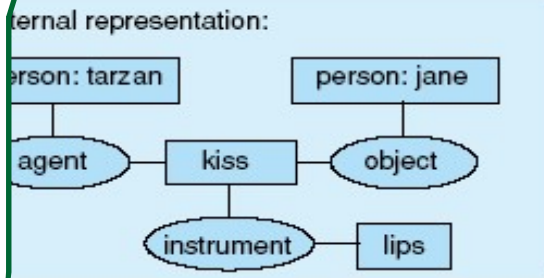 ternal representation:
erson: tarzan person: jane
agent kiss object
instrument lips